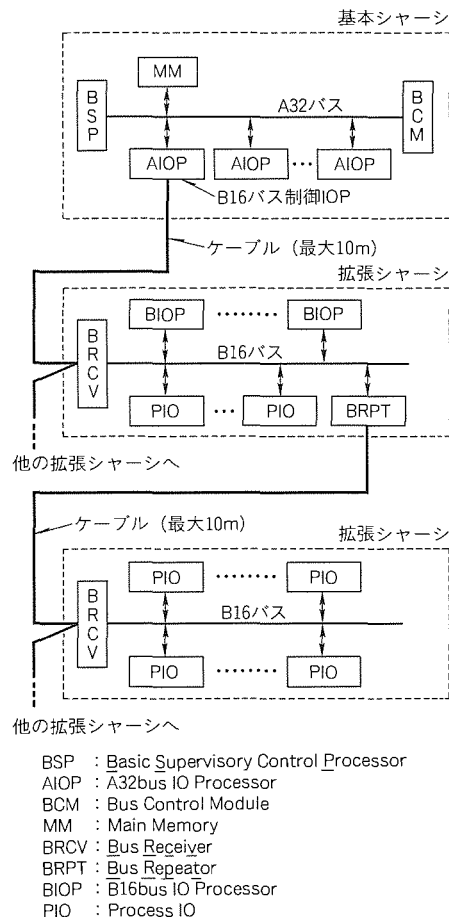 基本シャーシ
MM
BSP
A32バス
BCM
AIOP
AIOP
···
AIOP
B16バス制御IOP
ケーブル（最大10m）
拡張シャーシ
BIOP
········
BIOP
BRCV
B16バス
PIO
···
PIO
BRPT
他の拡張シャーシへ
ケーブル（最大10m）
拡張シャーシ
PIO
········
PIO
BRCV
B16バス
PIO
········
PIO
他の拡張シャーシへ
BSP : Basic Supervisory Control Processor
AIOP : A32bus IO Processor
BCM : Bus Control Module
MM : Main Memory
BRCV : Bus Receiver
BRPT : Bus Repeator
BIOP : B16bus IO Processor
PIO : Process IO